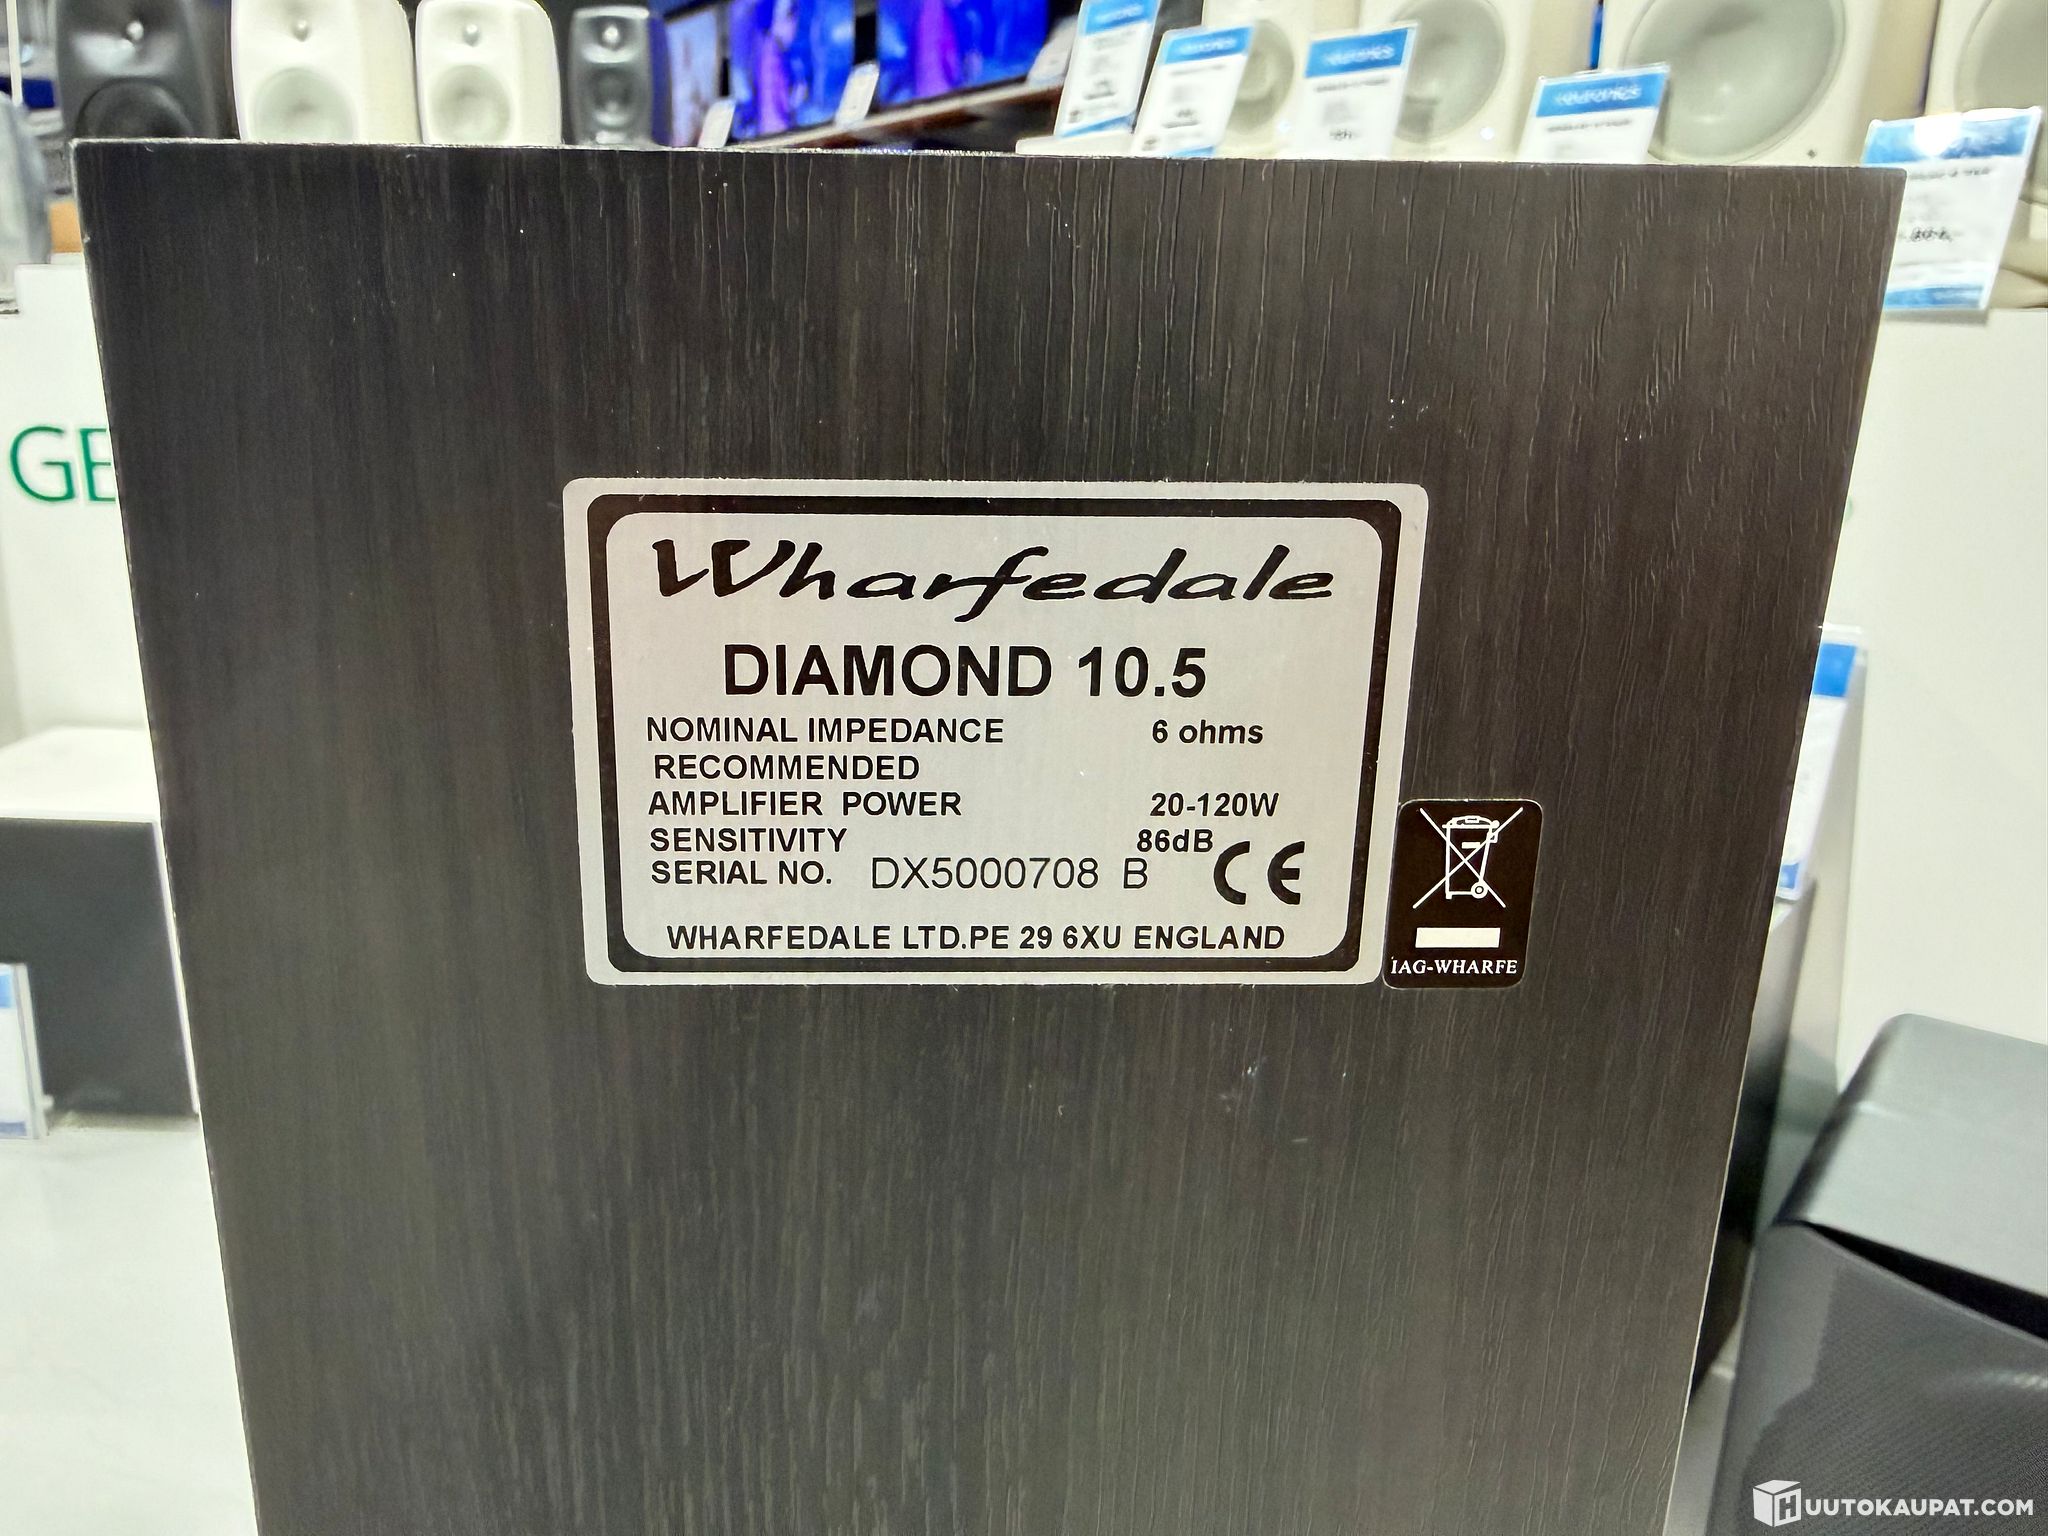 GE
Wharfedale
DIAMOND 10.5
NOMINAL IMPEDANCE 6 ohms
RECOMMENDED
AMPLIFIER POWER 20-120W
SENSITIVITY 86dB
SERIAL NO. DX5000708 B CE
WHARFEDALE LTD.PE 29 6XU ENGLAND
IAG-WHARFE
HUUTOKAUPAT.COM